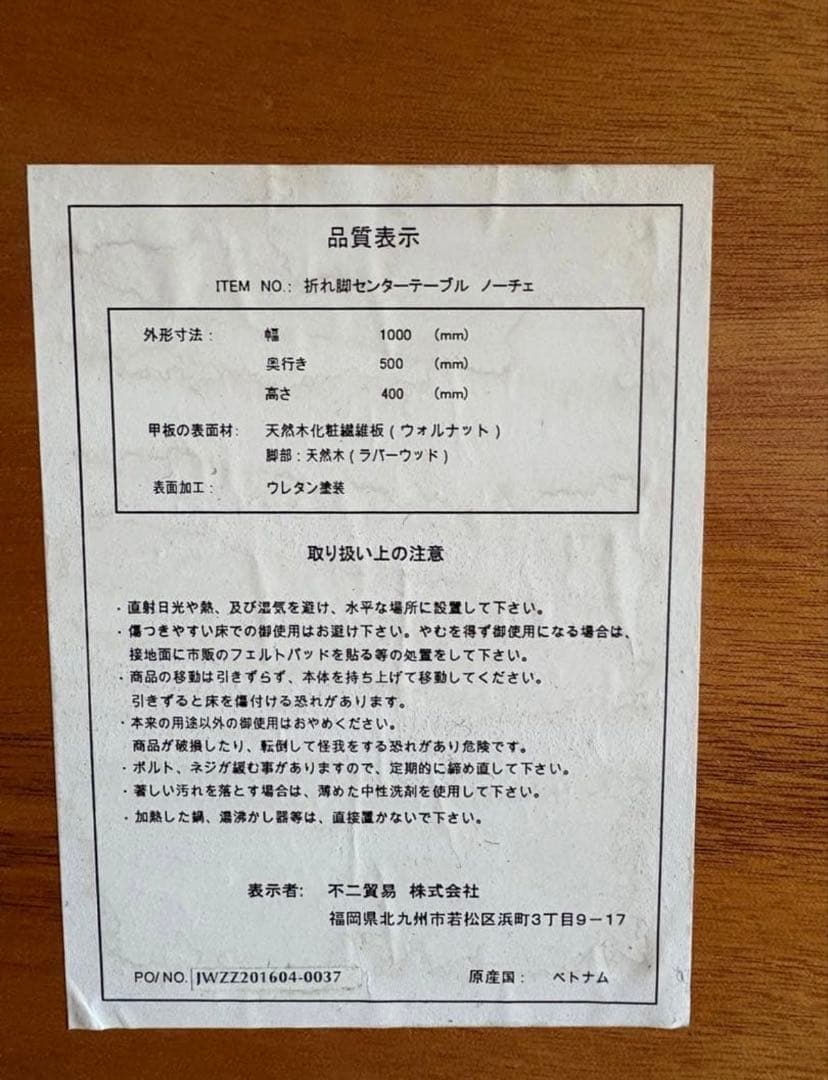 品質表示
ITEM NO.: 折れ脚センターテーブル ノーチェ
外形寸法: 幅 1000 (mm)
奥行き 500 (mm)
高さ 400 (mm)
甲板の表面材: 天然木化粧繊維板(ウォルナット)
脚部:天然木(ラバーウッド)
表面加工: ウレタン塗装
取り扱い上の注意
・直射日光や熱、及び湿気を避け、水平な場所に設置して下さい。
・傷つきやすい床での御使用はお避け下さい。やむを得ず御使用になる場合は、
接地面に市販のフェルトパッドを貼る等の処置をして下さい。
・商品の移動は引きずらず、本体を持ち上げて移動してください。
引きずると床を傷付ける恐れがあります。
・本来の用途以外の御使用はおやめください。
商品が破損したり、転倒して怪我をする恐れがあり危険です。
・ボルト、ネジが緩む事がありますので、定期的に締め直して下さい。
・著しい汚れを落とす場合は、薄めた中性洗剤を使用して下さい。
・加熱した鍋、湯沸かし器等は、直接置かないで下さい。
表示者: 不二貿易 株式会社
福岡県北九州市若松区浜町3丁目9-17
PO/NO. JWZZ201604-0037 原産国: ベトナム